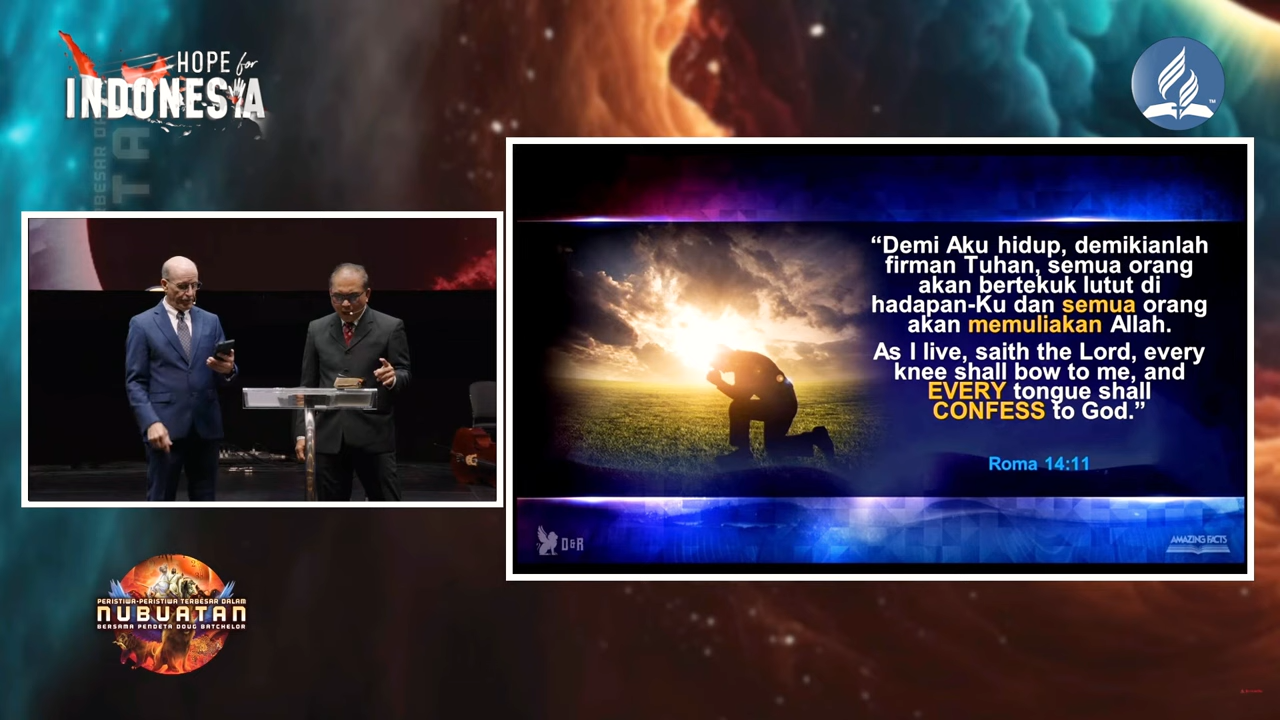 HOPE for
INDONESIA
“Demi Aku hidup, demikianlah
firman Tuhan, semua orang
akan bertekuk lutut di
hadapan-Ku dan semua orang
akan memuliakan Allah.
As I live, saith the Lord, every
knee shall bow to me, and
EVERY tongue shall
CONFESS to God.”
Roma 14:11
D&R
AMAZING FACTS
PERISTIWA-PERISTIWA TERBESAR DALAM
NUBUATAN
BERSAMA PENDETA DOUG BATCHELOR